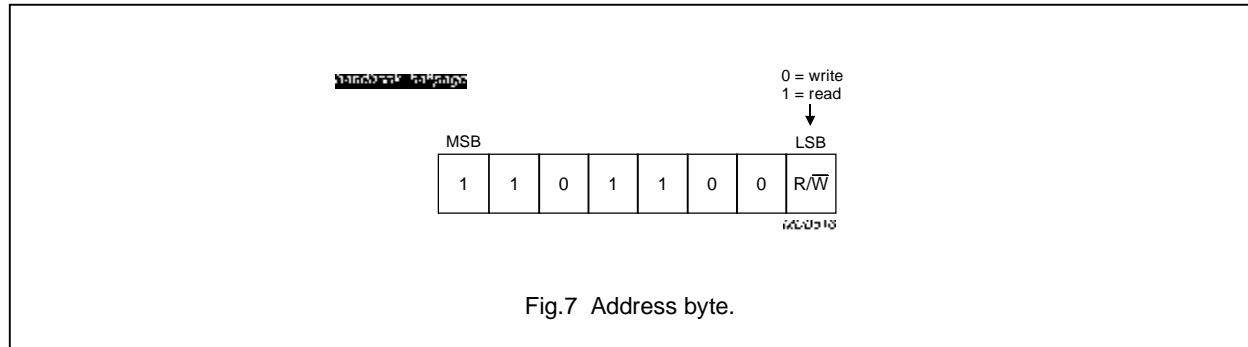 0 = write
1 = read
MSB LSB
1 1 0 1 1 0 0 R/W̅
Fig.7 Address byte.